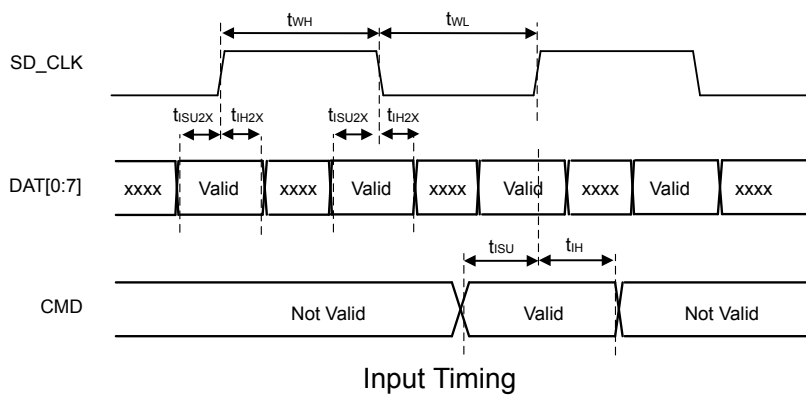 tWH tWL
SD_CLK
tISU2X tIH2X tISU2X tIH2X
DAT[0:7] xxxx Valid xxxx Valid xxxx Valid xxxx Valid xxxx
tISU tIH
CMD Not Valid Valid Not Valid
Input Timing